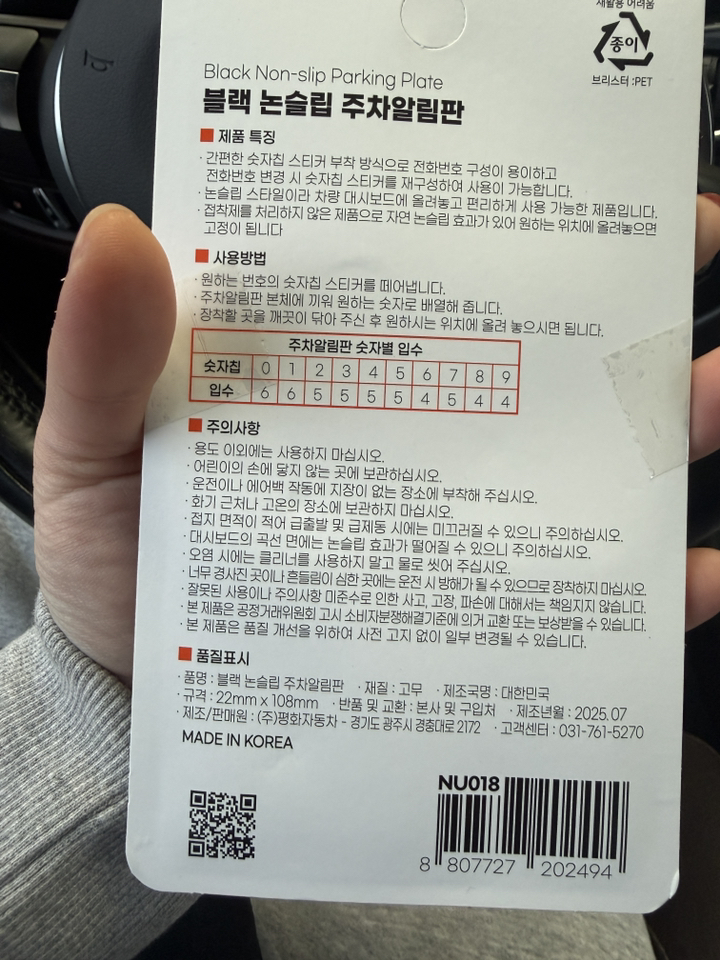 재활용 어려움
종이
브리스터 :PET
Black Non-slip Parking Plate
블랙 논슬립 주차알림판
제품 특징
· 간편한 숫자칩 스티커 부착 방식으로 전화번호 구성이 용이하고
전화번호 변경 시 숫자칩 스티커를 재구성하여 사용이 가능합니다.
· 논슬립 스타일이라 차량 대시보드에 올려놓고 편리하게 사용 가능한 제품입니다.
· 접착제를 처리하지 않은 제품으로 자연 논슬립 효과가 있어 원하는 위치에 올려놓으면
고정이 됩니다
사용방법
· 원하는 번호의 숫자칩 스티커를 떼어냅니다.
· 주차알림판 본체에 끼워 원하는 숫자로 배열해 줍니다.
· 장착할 곳을 깨끗이 닦아 주신 후 원하시는 위치에 올려 놓으시면 됩니다.
주차알림판 숫자별 입수
숫자칩 0 1 2 3 4 5 6 7 8 9
입수 6 6 5 5 5 5 4 5 4 4
주의사항
· 용도 이외에는 사용하지 마십시오.
· 어린이의 손에 닿지 않는 곳에 보관하십시오.
· 운전이나 에어백 작동에 지장이 없는 장소에 부착해 주십시오.
· 화기 근처나 고온의 장소에 보관하지 마십시오.
· 접지 면적이 적어 급출발 및 급제동 시에는 미끄러질 수 있으니 주의하십시오.
· 대시보드의 곡선 면에는 논슬립 효과가 떨어질 수 있으니 주의하십시오.
· 오염 시에는 클리너를 사용하지 말고 물로 씻어 주십시오.
· 너무 경사진 곳이나 흔들림이 심한 곳에는 운전 시 방해가 될 수 있으므로 장착하지 마십시오.
· 잘못된 사용이나 주의사항 미준수로 인한 사고, 고장, 파손에 대해서는 책임지지 않습니다.
· 본 제품은 공정거래위원회 고시 소비자분쟁해결기준에 의거 교환 또는 보상받을 수 있습니다.
· 본 제품은 품질 개선을 위하여 사전 고지 없이 일부 변경될 수 있습니다.
품질표시
· 품명 : 블랙 논슬립 주차알림판 · 재질 : 고무 · 제조국명 : 대한민국
· 규격 : 22mm x 108mm · 반품 및 교환 : 본사 및 구입처 · 제조년월 : 2025.07
· 제조/판매원 : (주)평화자동차 - 경기도 광주시 경충대로 2172 · 고객센터 : 031-761-5270
MADE IN KOREA
NU018
8 807727 202494